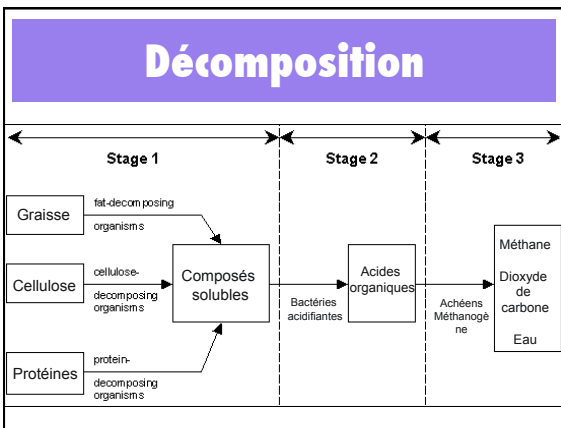 Décomposition
Stage 1
Stage 2
Stage 3
Graisse
fat-decomposing
organisms
Cellulose
cellulose-
decomposing
organisms
Protéines
protein-
decomposing
organisms
Composés
solubles
Bactéries
acidifiantes
Acides
organiques
Achéens
Méthanogè
ne
Méthane
Dioxyde
de
carbone
Eau